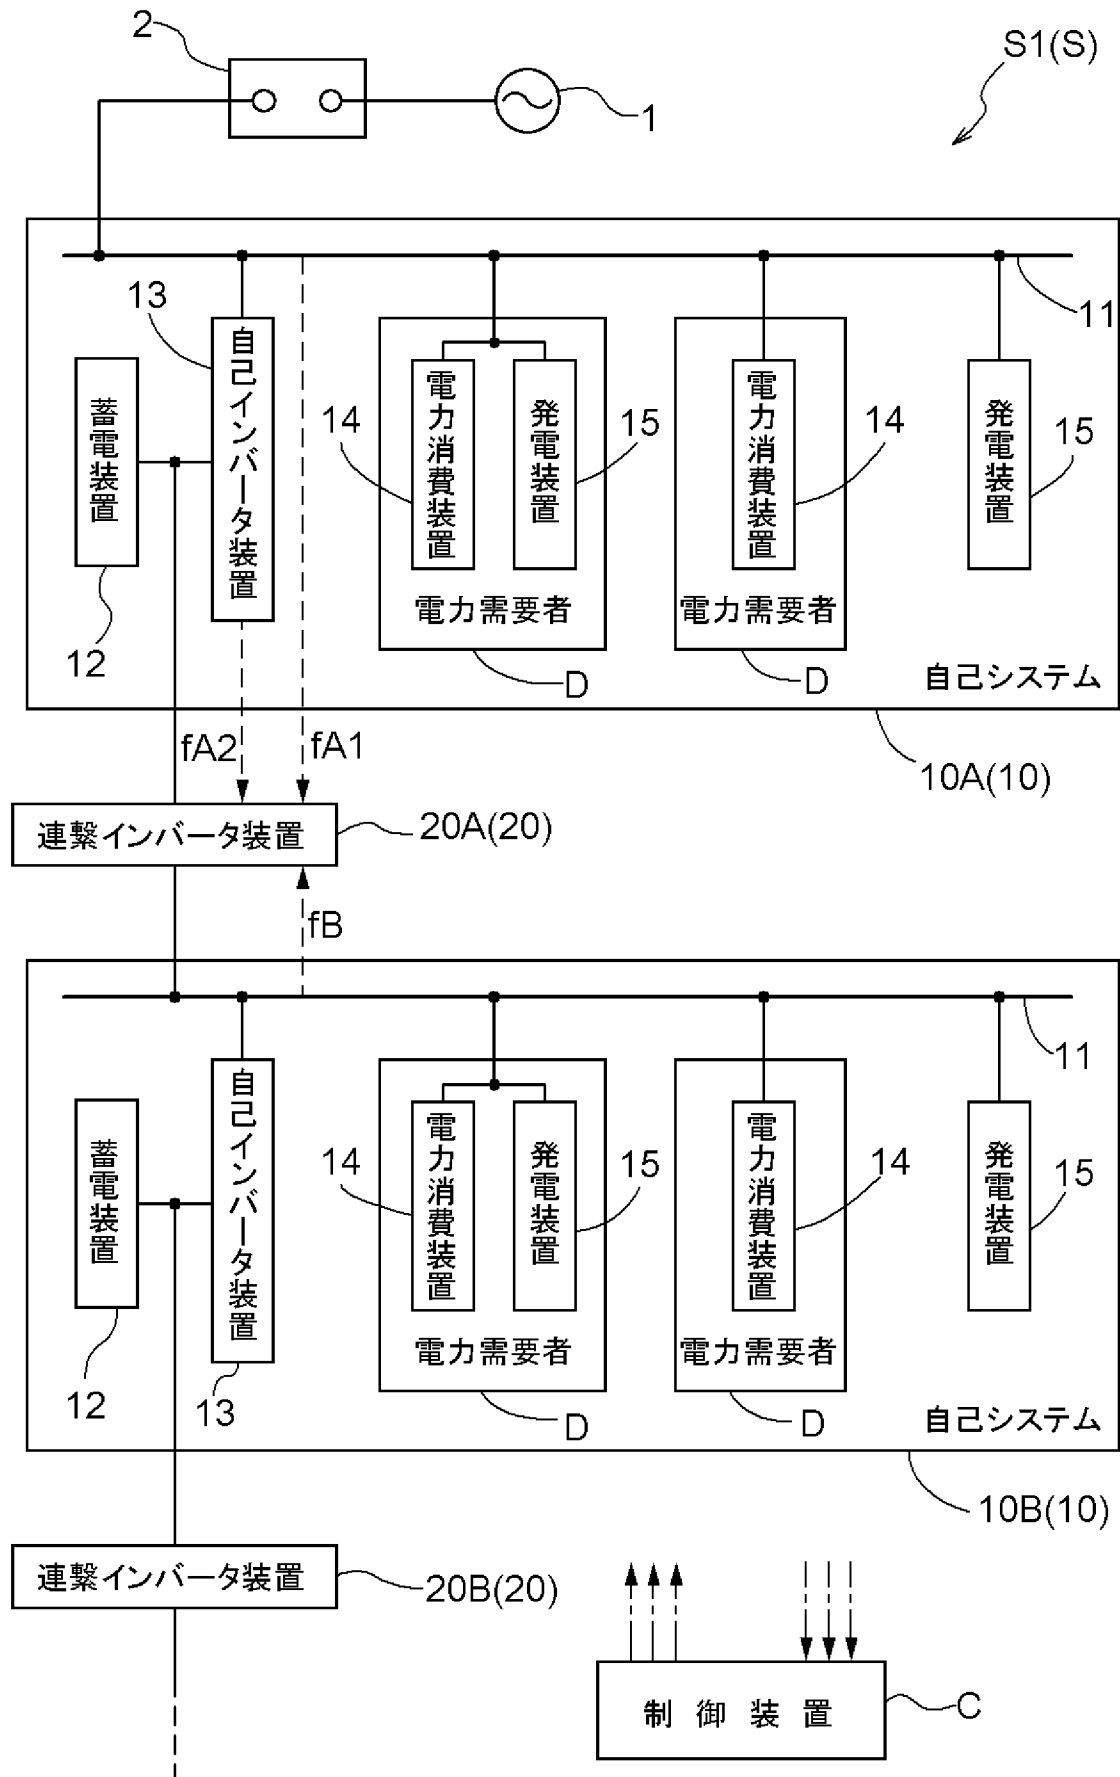 2
1
S1(S)
11
13
自己インバータ装置
蓄電装置
12
14
電力消費装置
発電装置
15
電力需要者
D
14
電力消費装置
電力需要者
D
発電装置
15
自己システム
10A(10)
fA2
fA1
連繋インバータ装置
20A(20)
fB
11
自己インバータ装置
蓄電装置
12
13
14
電力消費装置
発電装置
15
電力需要者
D
電力消費装置
14
電力需要者
D
発電装置
15
自己システム
10B(10)
連繋インバータ装置
20B(20)
制御装置
C